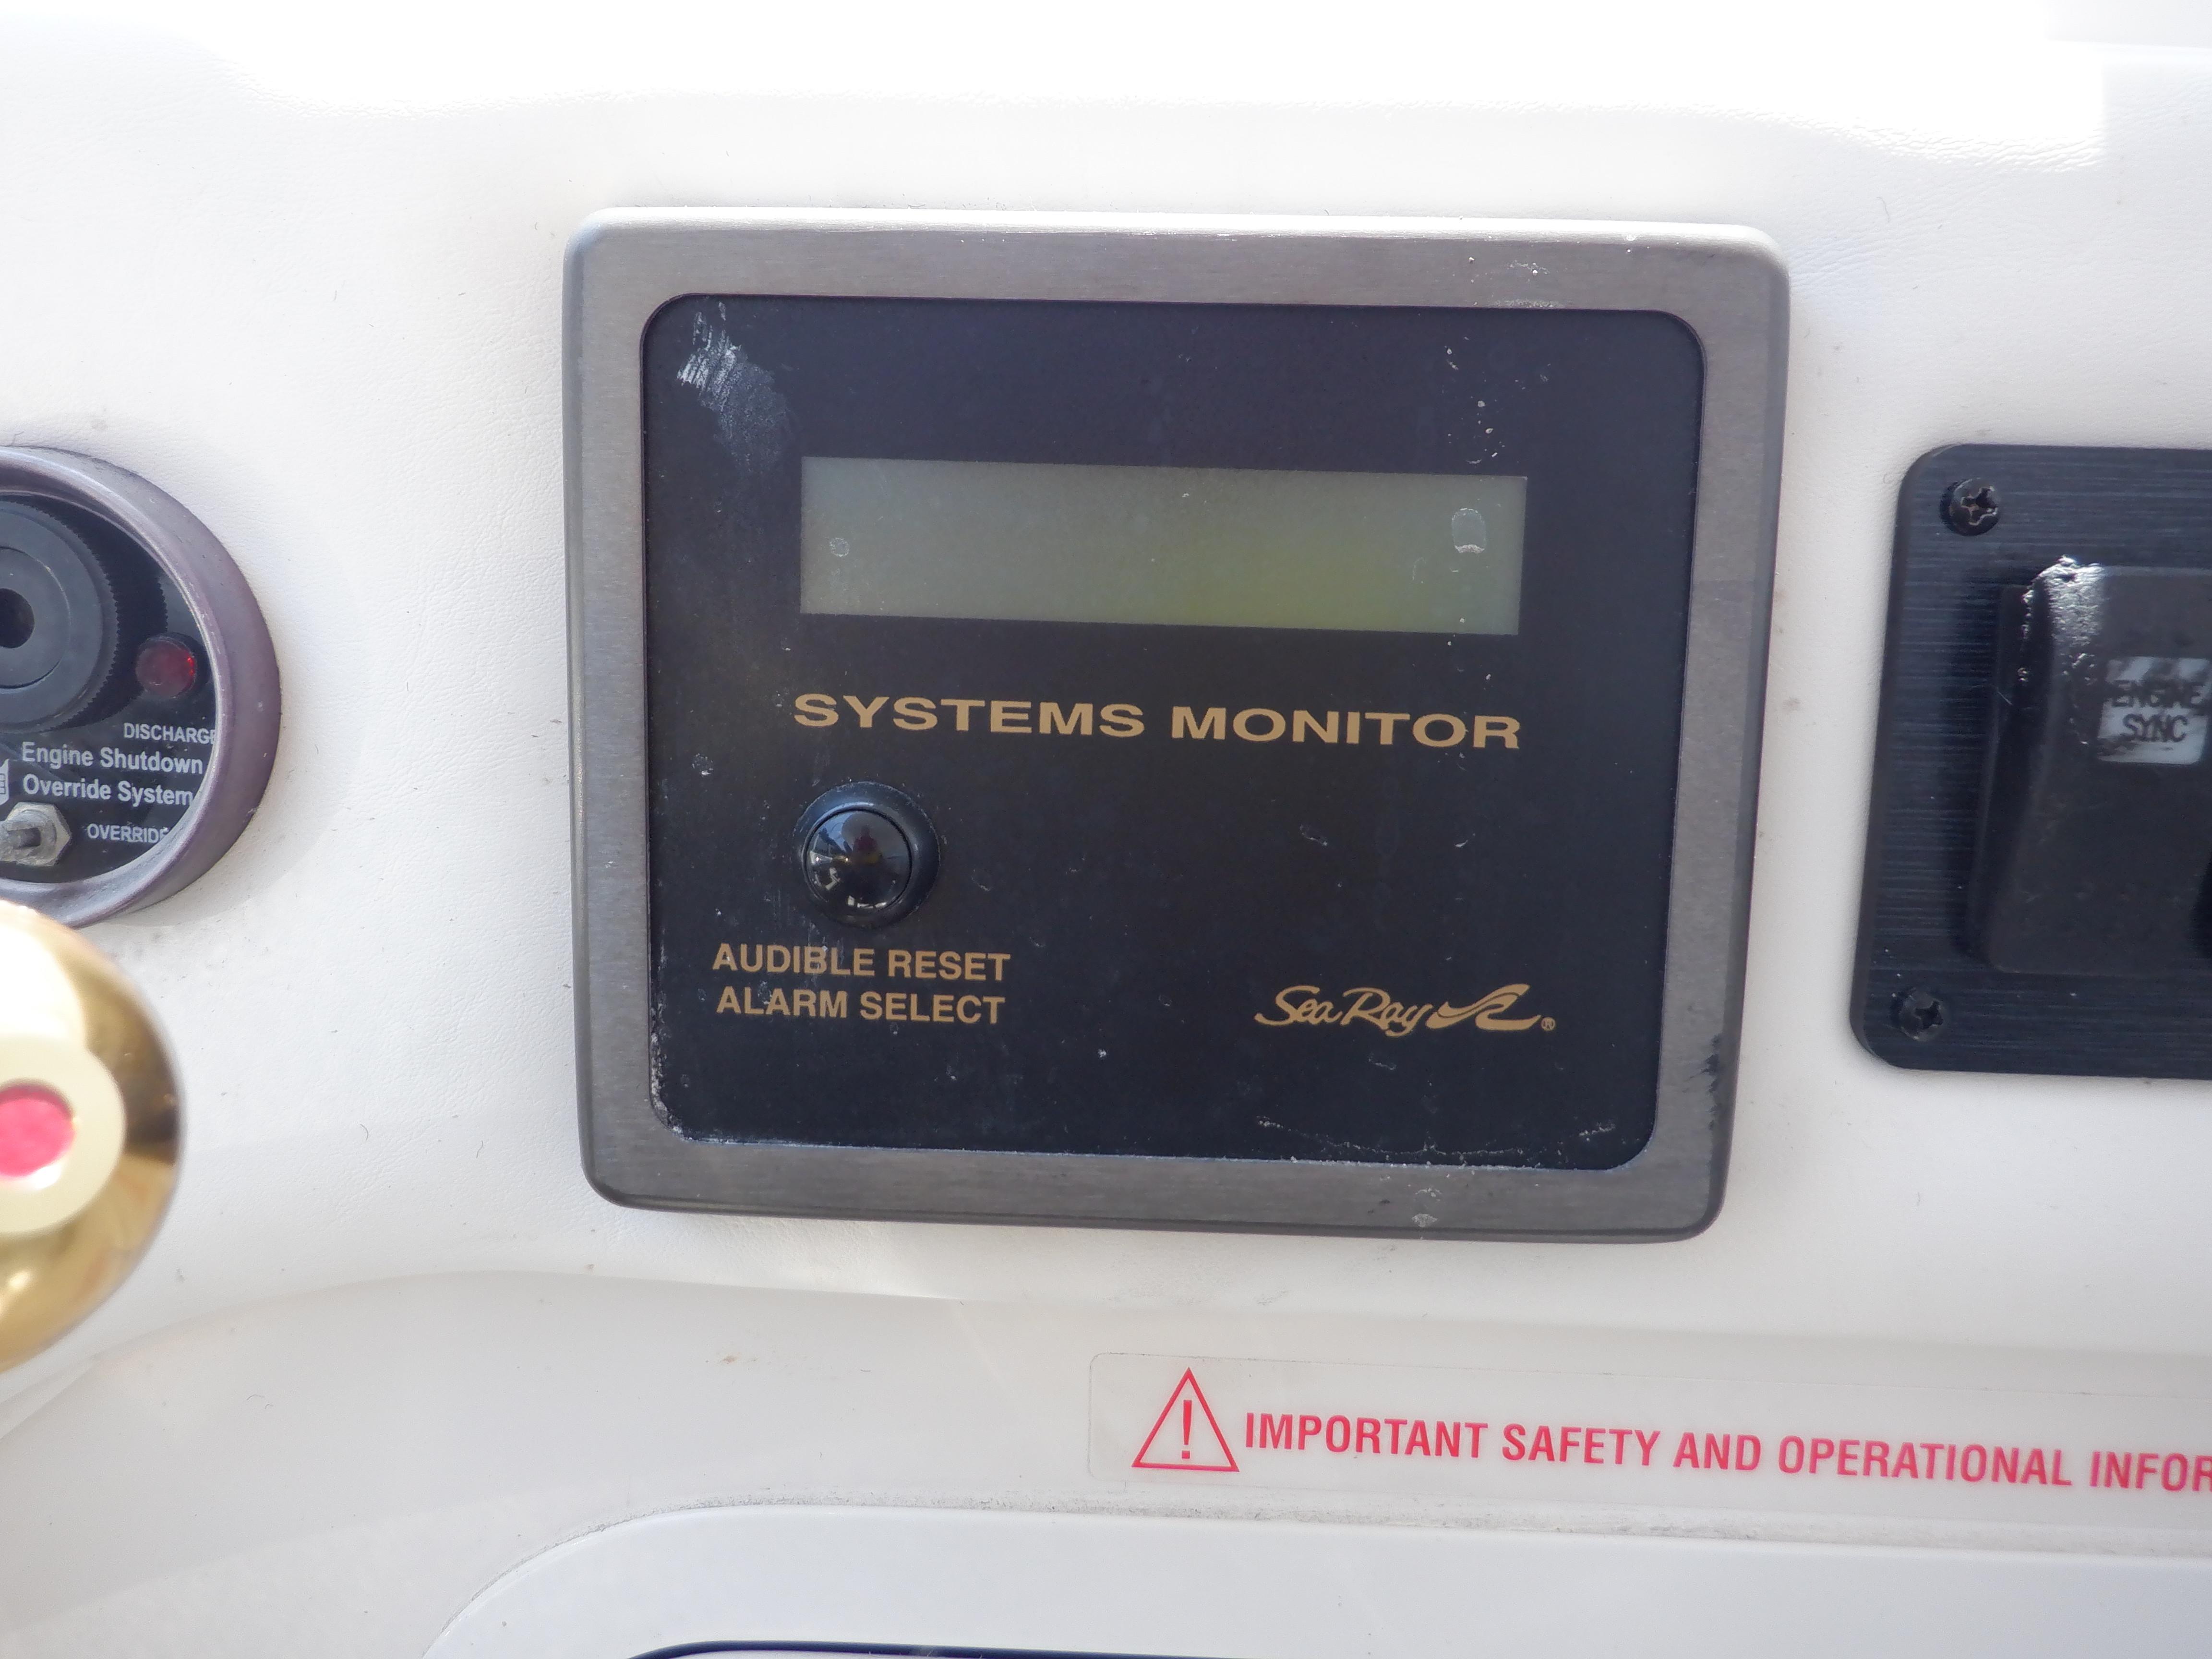 DISCHARGE
Engine Shutdown
Override System
OVERRIDE
SYSTEMS MONITOR
AUDIBLE RESET
ALARM SELECT
Sea Ray ®
ENGINE
SYNC
! IMPORTANT SAFETY AND OPERATIONAL INFOR